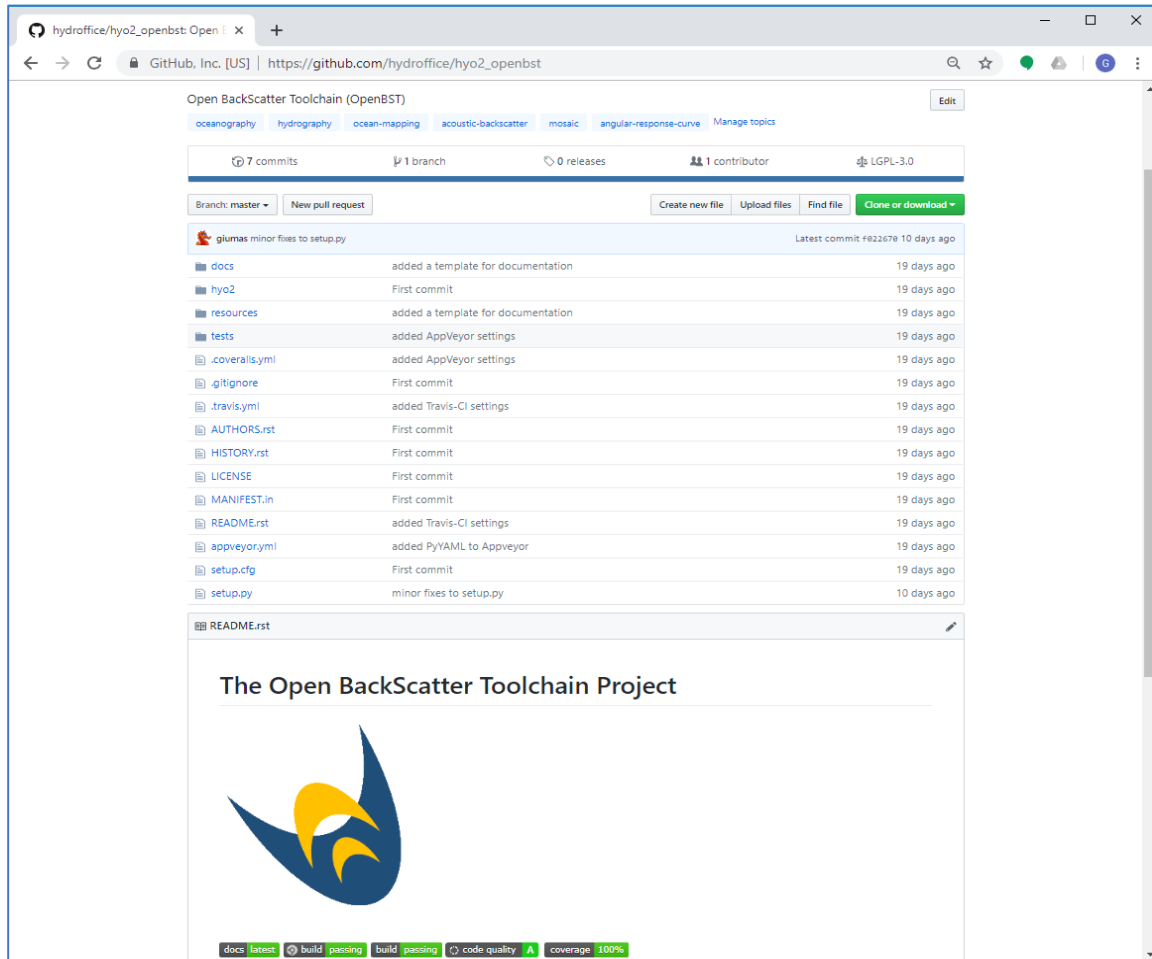 hydroffice/hyo2_openbst: Open
GitHub, Inc. [US] | https://github.com/hydroffice/hyo2_openbst
G
Open BackScatter Toolchain (OpenBST)
Edit
oceanography hydrography ocean-mapping acoustic-backscatter mosaic angular-response-curve Manage topics
7 commits 1 branch 0 releases 1 contributor LGPL-3.0
Branch: master New pull request Create new file Upload files Find file Clone or download
giumas minor fixes to setup.py Latest commit f022670 10 days ago
docs added a template for documentation 19 days ago
hyo2 First commit 19 days ago
resources added a template for documentation 19 days ago
tests added AppVeyor settings 19 days ago
.coveralls.yml added AppVeyor settings 19 days ago
.gitignore First commit 19 days ago
.travis.yml added Travis-CI settings 19 days ago
AUTHORS.rst First commit 19 days ago
HISTORY.rst First commit 19 days ago
LICENSE First commit 19 days ago
MANIFEST.in First commit 19 days ago
README.rst added Travis-CI settings 19 days ago
appveyor.yml added PyYAML to Appveyor 19 days ago
setup.cfg First commit 19 days ago
setup.py minor fixes to setup.py 10 days ago
README.rst
The Open BackScatter Toolchain Project
docs latest build passing build passing code quality A coverage 100%